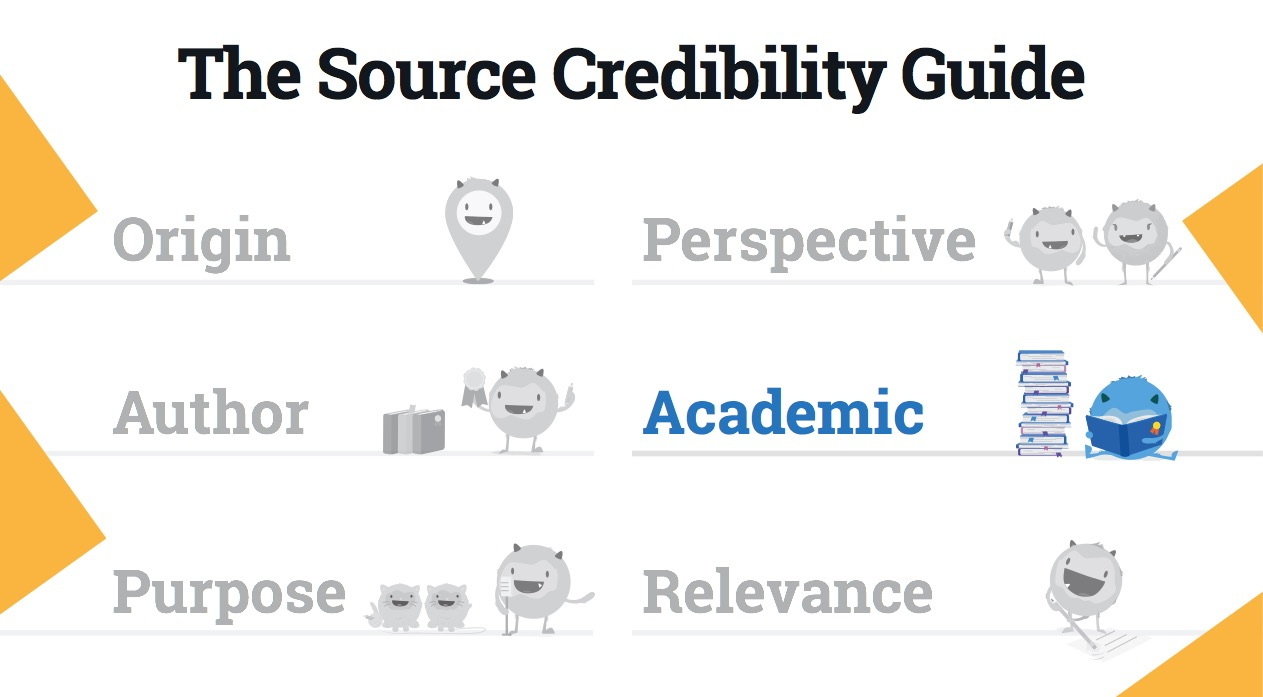 The Source Credibility Guide
Origin
Perspective
Author
Academic
Purpose
Relevance